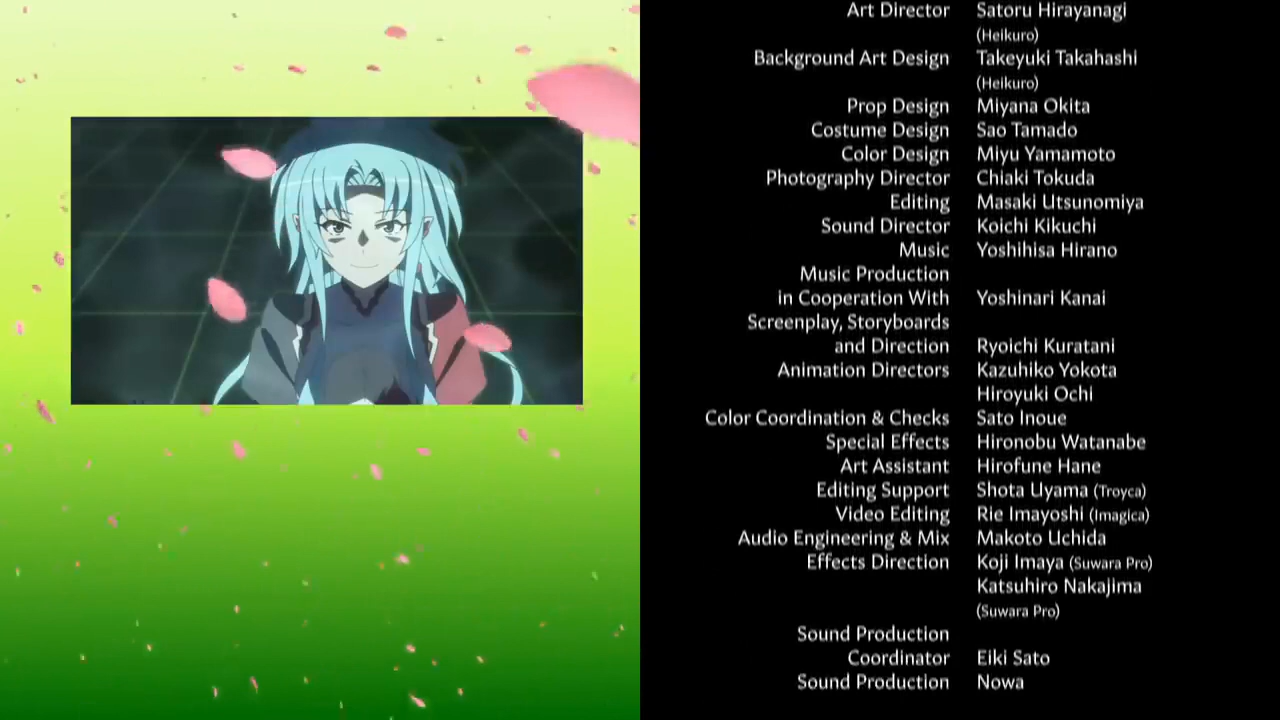 Art Director Satoru Hirayanagi
(Heikuro)
Background Art Design Takeyuki Takahashi
(Heikuro)
Prop Design Miyana Okita
Costume Design Sao Tamado
Color Design Miyu Yamamoto
Photography Director Chiaki Tokuda
Editing Masaki Utsunomiya
Sound Director Koichi Kikuchi
Music Yoshihisa Hirano
Music Production
in Cooperation With Yoshinari Kanai
Screenplay, Storyboards
and Direction Ryoichi Kuratani
Animation Directors Kazuhiko Yokota
Hiroyuki Ochi
Color Coordination & Checks Sato Inoue
Special Effects Hironobu Watanabe
Art Assistant Hirofune Hane
Editing Support Shota Uyama (Troyca)
Video Editing Rie Imayoshi (Imagica)
Audio Engineering & Mix Makoto Uchida
Effects Direction Koji Imaya (Suwara Pro)
Katsuhiro Nakajima
(Suwara Pro)
Sound Production
Coordinator Eiki Sato
Sound Production Nowa